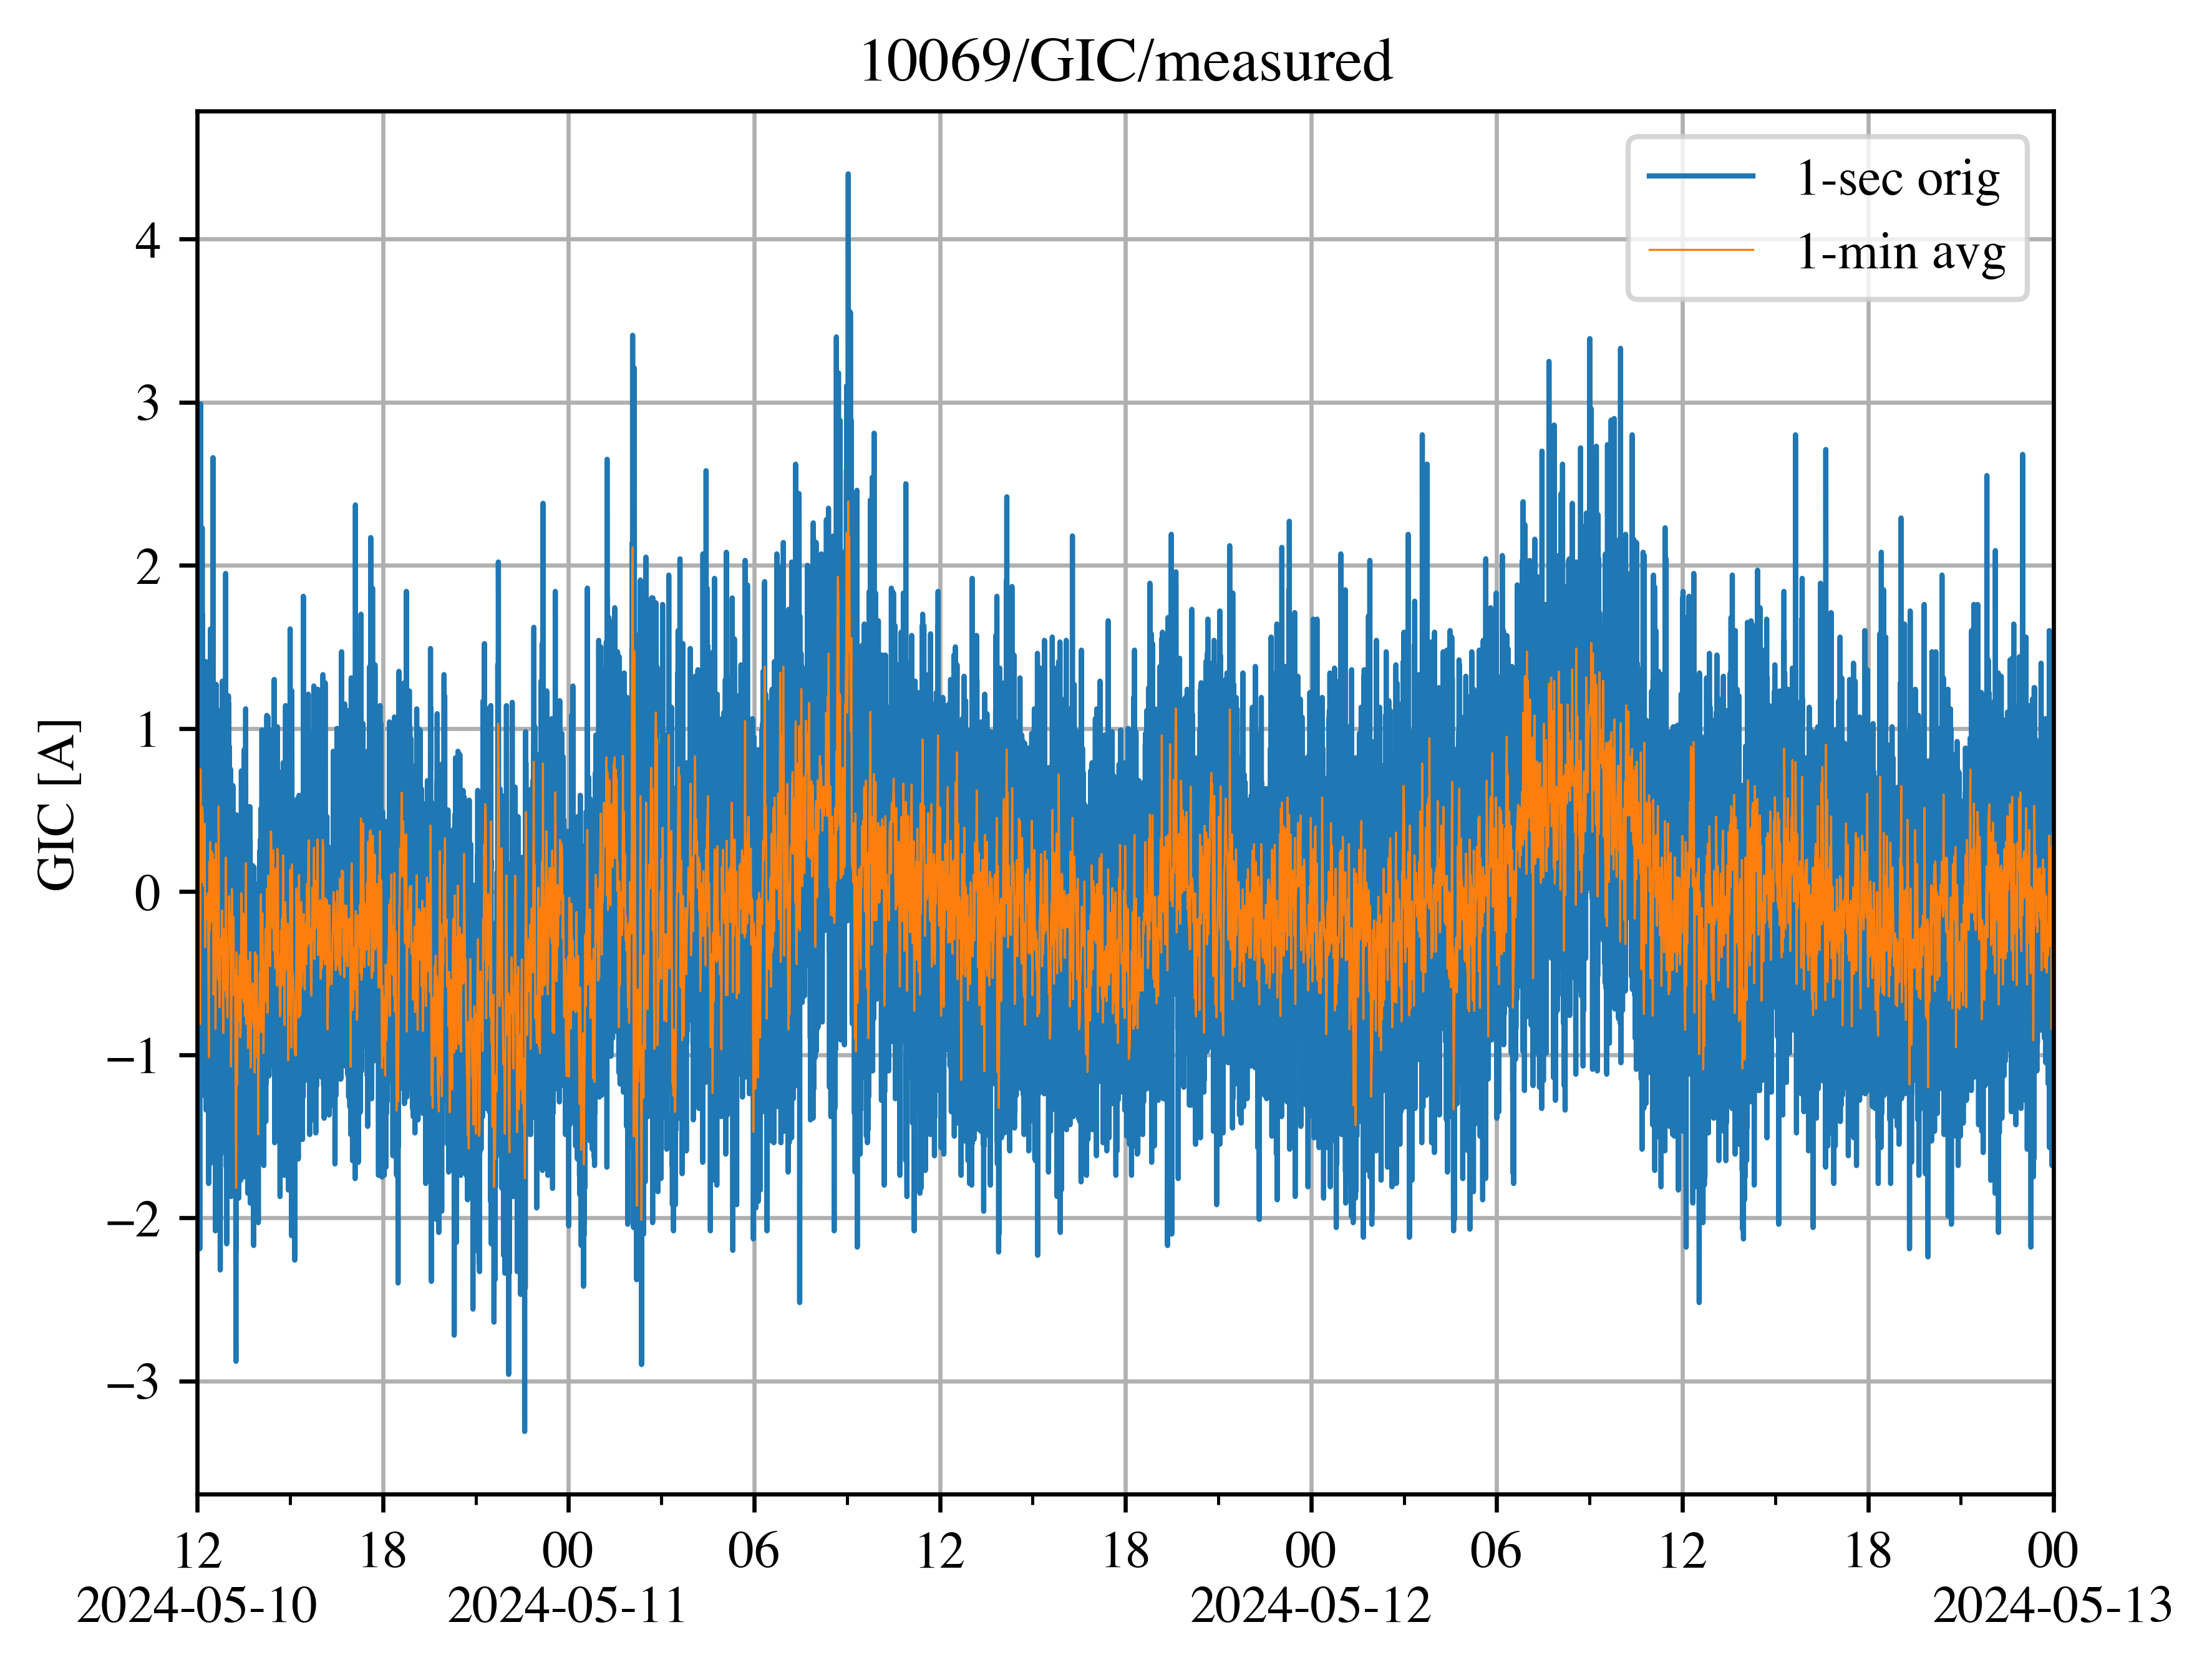 10069/GIC/measured
1-sec orig
1-min avg
GIC [A]
4
3
2
1
0
−1
−2
−3
12 18 00 06 12 18 00 06 12 18 00
2024-05-10 2024-05-11 2024-05-12 2024-05-13